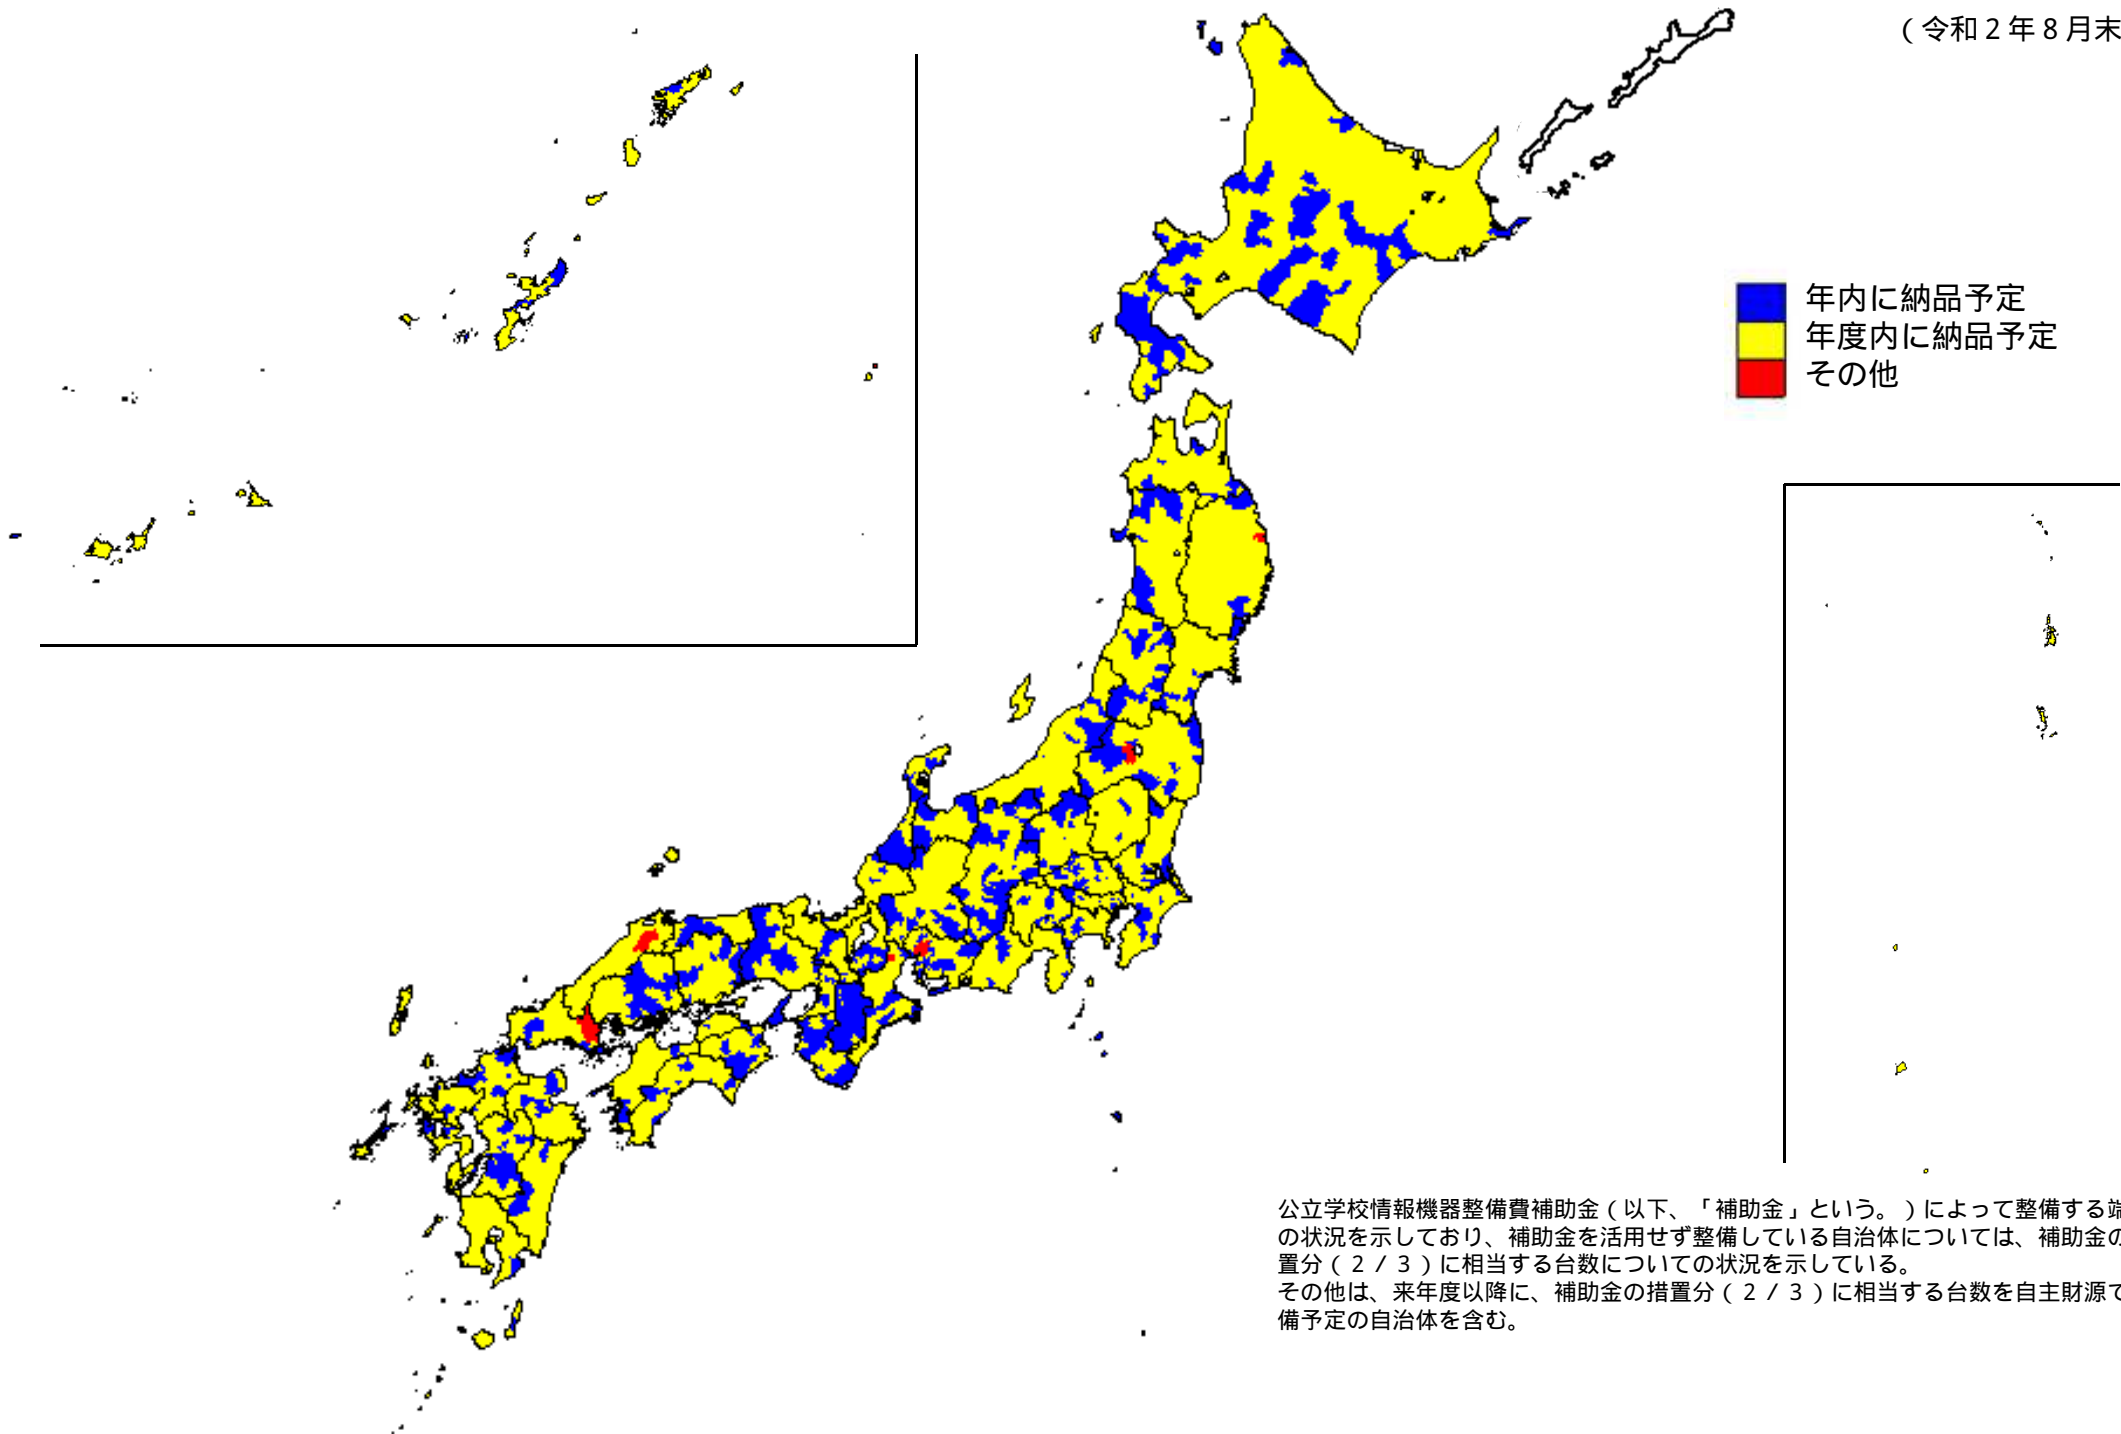 (令和2年8月末
年内に納品予定
年度内に納品予定
その他
公立学校情報機器整備費補助金(以下、「補助金」という。)によって整備する端
の状況を示しており、補助金を活用せず整備している自治体については、補助金の
置分(2/3)に相当する台数についての状況を示している。
その他は、来年度以降に、補助金の措置分(2/3)に相当する台数を自主財源で
備予定の自治体を含む。